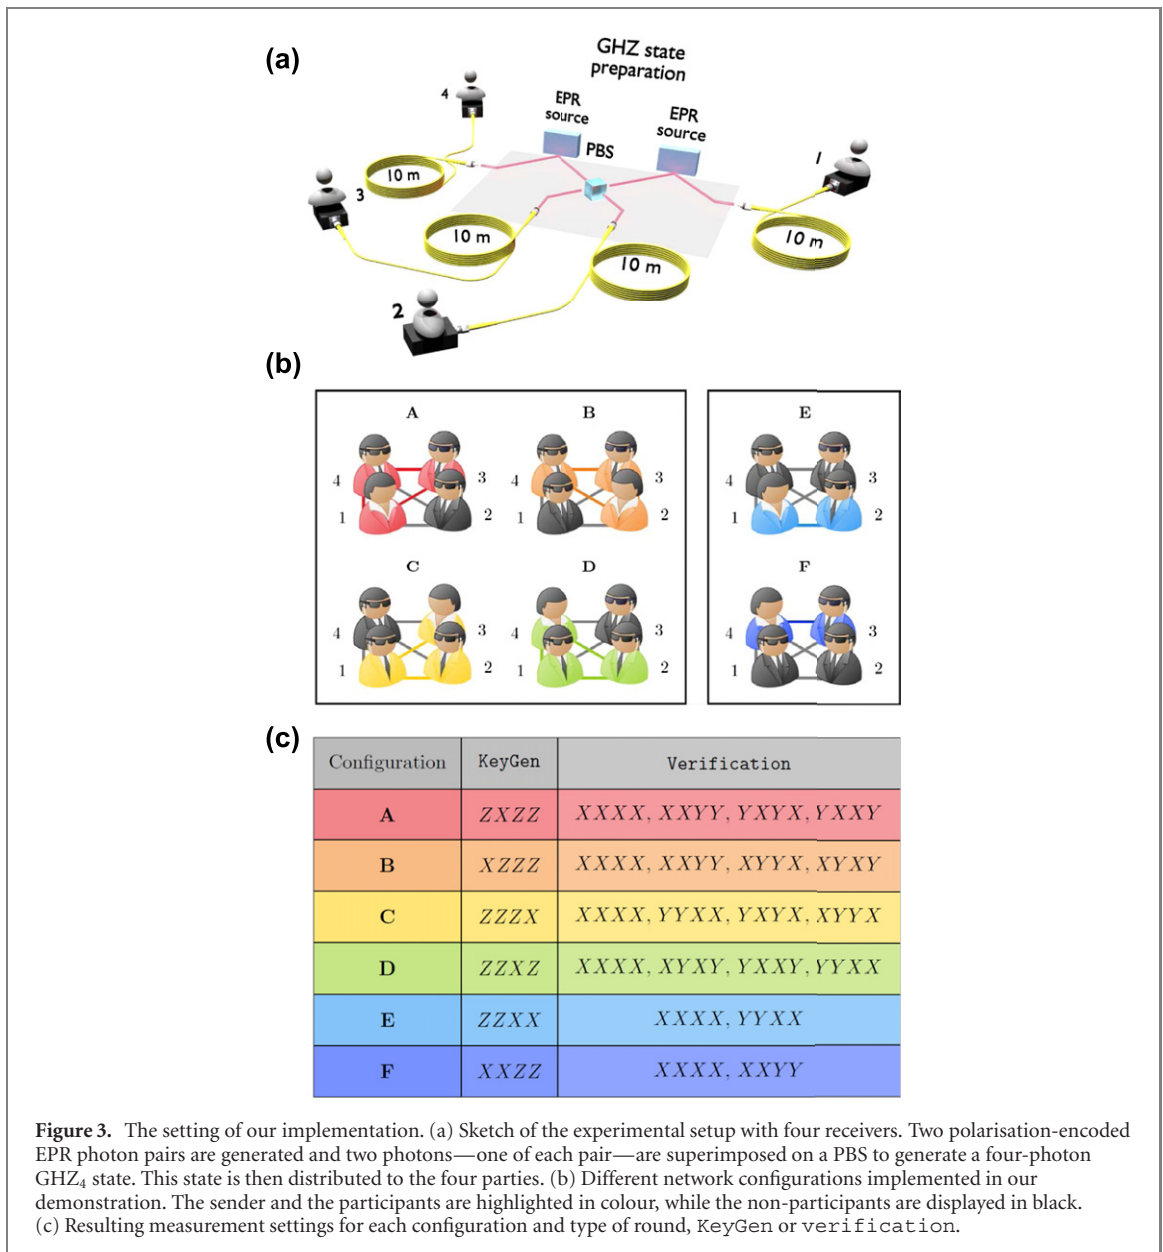 (a)
GHZ state
preparation
EPR
source
EPR
source
PBS
4
3
1
2
10 m
10 m
10 m
10 m
(b)
A
4
3
1
2
B
4
3
1
2
E
4
3
1
2
C
4
3
1
2
D
4
3
1
2
F
4
3
1
2
(c)
Configuration KeyGen Verification
A ZXZZ XXXX, XXYY, YXYX, YXXY
B XZZZ XXXX, XXYY, XYYX, XYXY
C ZZZX XXXX, YYXX, YXYX, XYYX
D ZZXZ XXXX, XYXY, YXXY, YYXX
E ZZXX XXXX, YYXX
F XXZZ XXXX, XXYY
Figure 3. The setting of our implementation. (a) Sketch of the experimental setup with four receivers. Two polarisation-encoded
EPR photon pairs are generated and two photons—one of each pair—are superimposed on a PBS to generate a four-photon
GHZ₄ state. This state is then distributed to the four parties. (b) Different network configurations implemented in our
demonstration. The sender and the participants are highlighted in colour, while the non-participants are displayed in black.
(c) Resulting measurement settings for each configuration and type of round, KeyGen or verification.